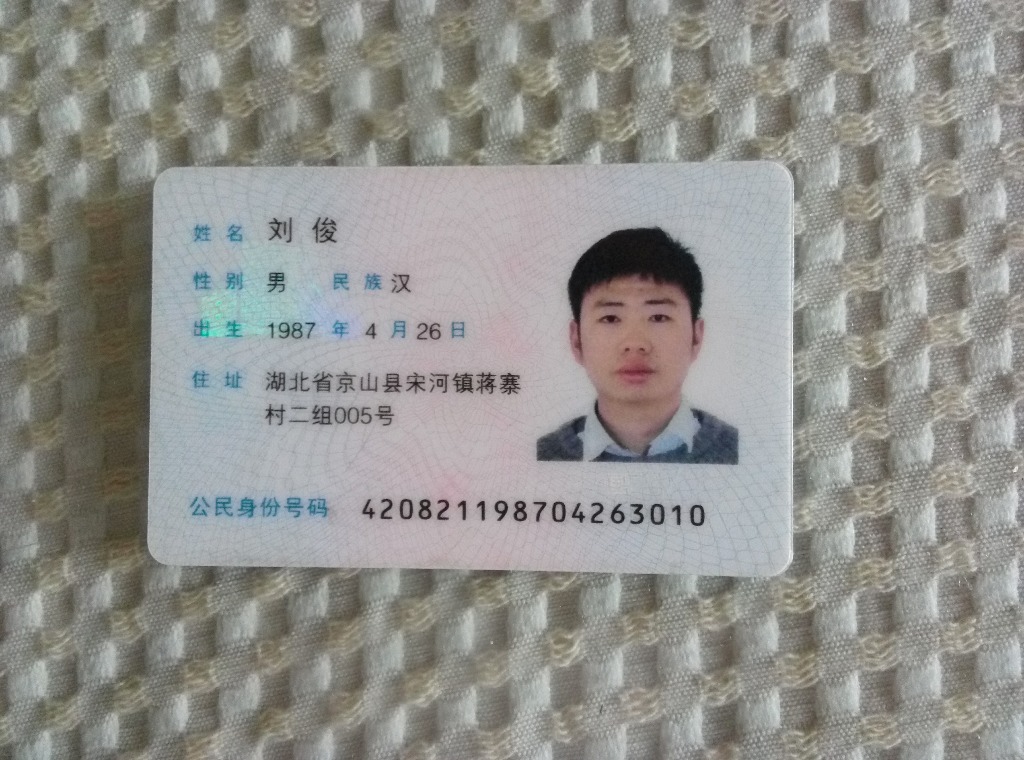 姓名 刘俊
性别 男 民族 汉
出生 1987 年 4 月 26 日
住址 湖北省京山县宋河镇蒋寨
村二组005号
公民身份号码 420821198704263010